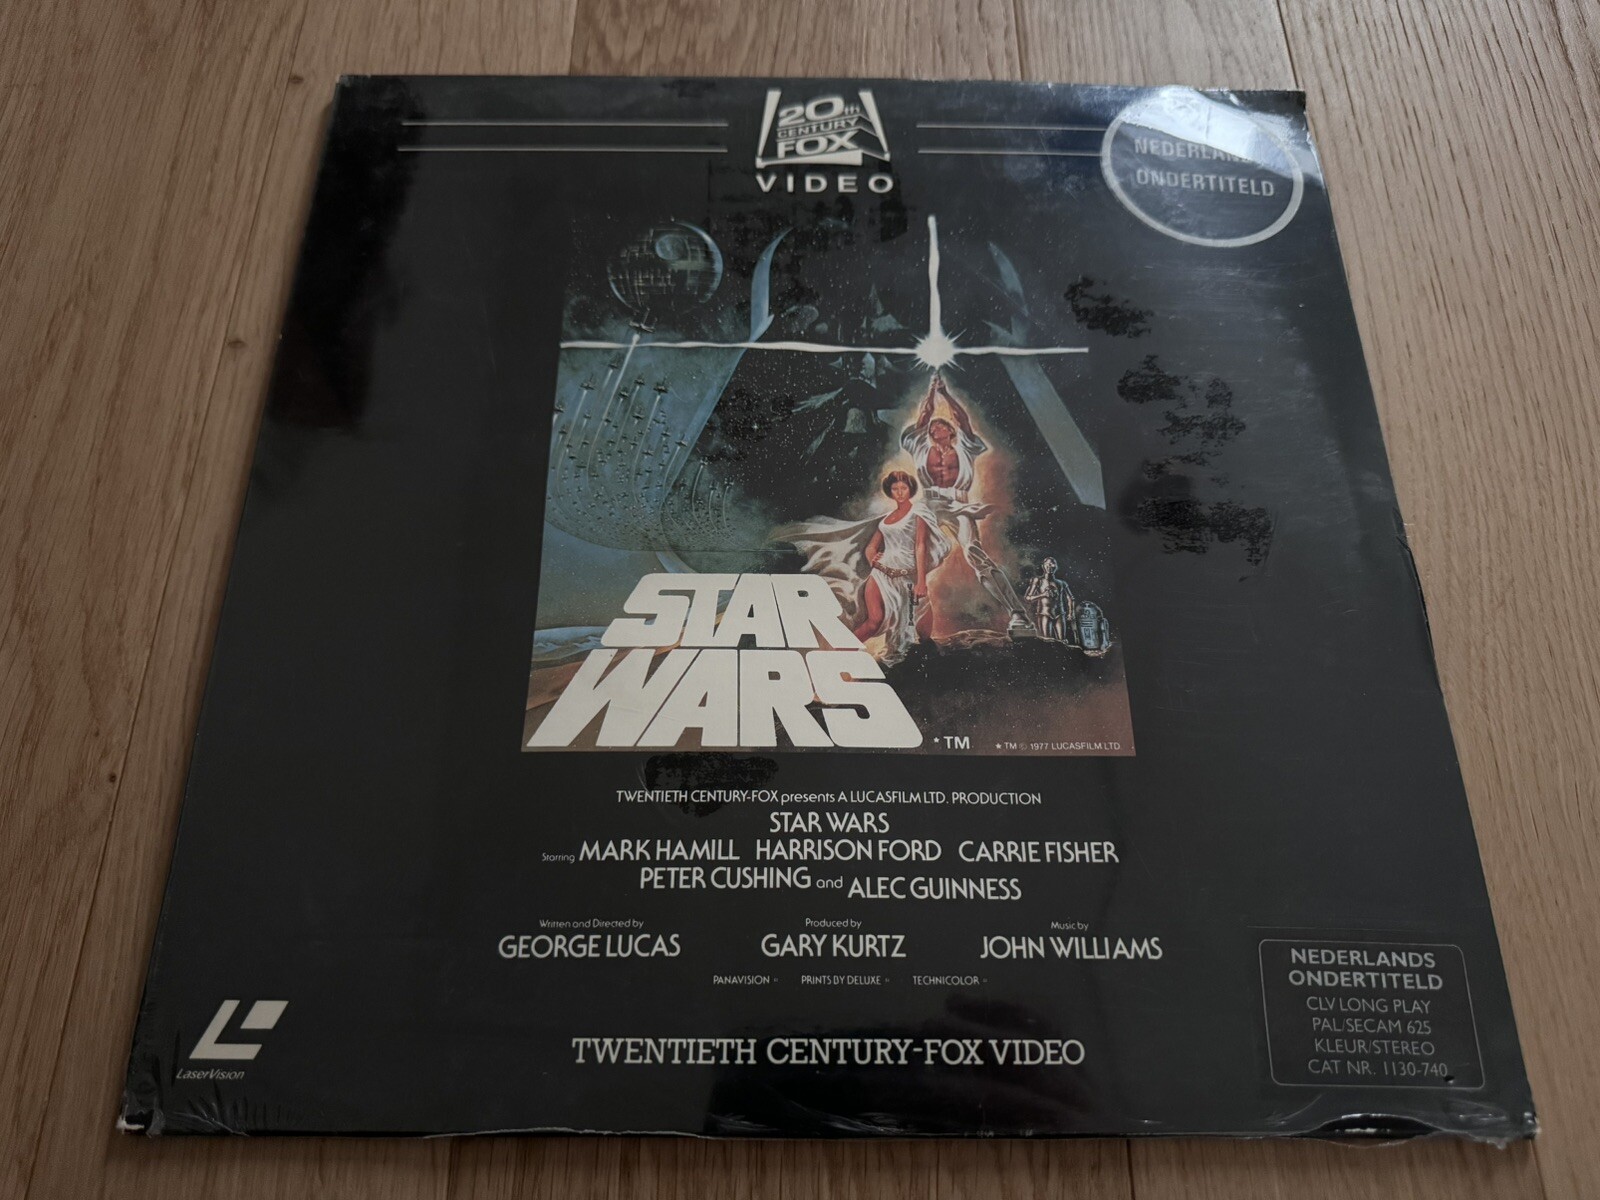 20th
CENTURY
FOX
VIDEO
NEDERLANDS
ONDERTITELD
STAR
WARS
* TM
* TM © 1977 LUCASFILM LTD.
TWENTIETH CENTURY-FOX presents A LUCASFILM LTD. PRODUCTION
STAR WARS
Starring MARK HAMILL HARRISON FORD CARRIE FISHER
PETER CUSHING and ALEC GUINNESS
Written and Directed by
GEORGE LUCAS
Produced by
GARY KURTZ
Music by
JOHN WILLIAMS
PANAVISION ® PRINTS BY DELUXE ® TECHNICOLOR ®
TWENTIETH CENTURY-FOX VIDEO
LaserVision
NEDERLANDS
ONDERTITELD
CLV LONG PLAY
PAL/SECAM 625
KLEUR/STEREO
CAT NR. 1130-740